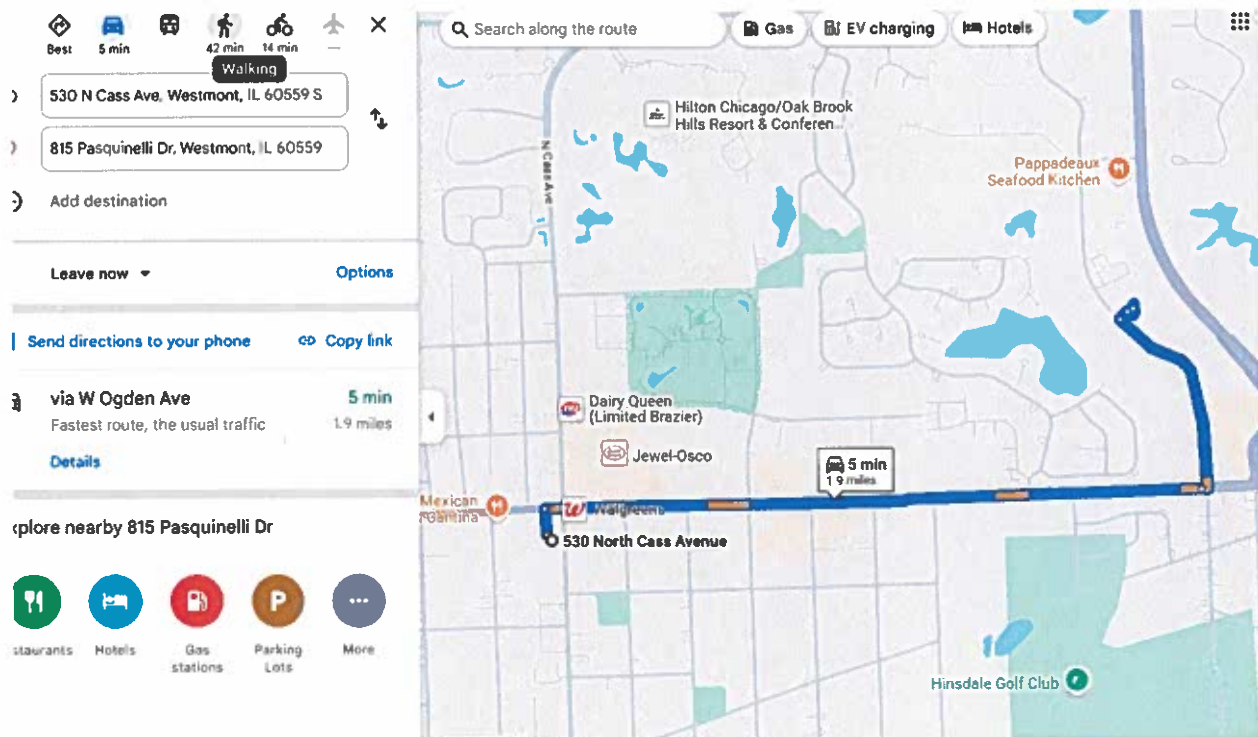 Best
5 min
42 min
14 min
Walking
530 N Cass Ave, Westmont, IL 60559 S
815 Pasquinelli Dr, Westmont, IL 60559
Add destination
Leave now
Options
Send directions to your phone
Copy link
via W Ogden Ave
5 min
Fastest route, the usual traffic
1.9 miles
Details
xplore nearby 815 Pasquinelli Dr
staurants
Hotels
Gas
stations
Parking
Lots
More
Search along the route
Gas
EV charging
Hotels
Hilton Chicago/Oak Brook
Hills Resort & Conferen...
N Cass Ave
Pappadeaux
Seafood Kitchen
Dairy Queen
(Limited Brazier)
Jewel-Osco
5 min
1.9 miles
Mexican
Walgreens
530 North Cass Avenue
Hinsdale Golf Club